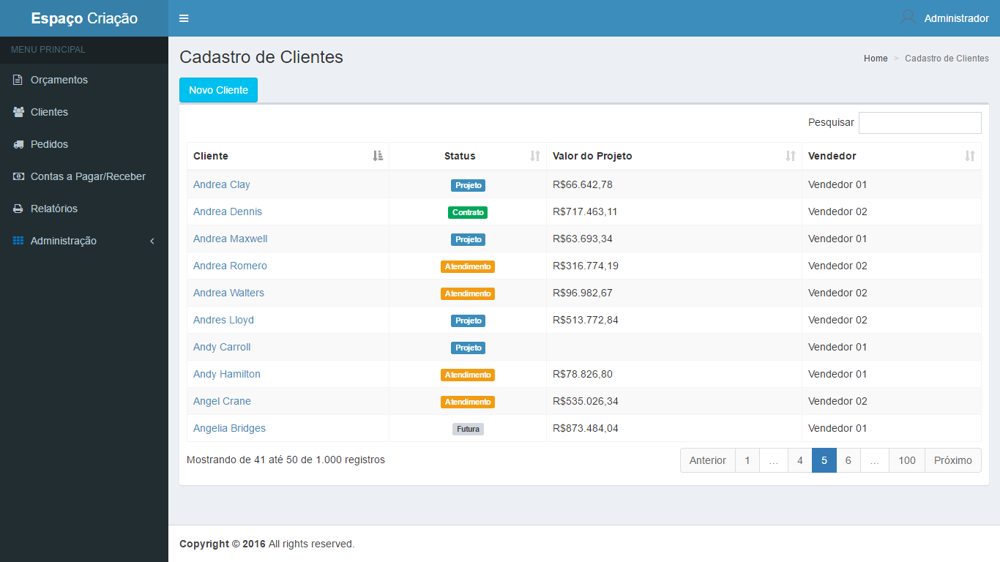 Espaço Criação
Administrador
MENU PRINCIPAL
Orçamentos
Clientes
Pedidos
Contas a Pagar/Receber
Relatórios
Administração
Cadastro de Clientes
Home > Cadastro de Clientes
Novo Cliente
Pesquisar
Cliente Status Valor do Projeto Vendedor
Andrea Clay Projeto R$66.642,78 Vendedor 01
Andrea Dennis Contrato R$717.463,11 Vendedor 02
Andrea Maxwell Projeto R$63.693,34 Vendedor 01
Andrea Romero Atendimento R$316.774,19 Vendedor 02
Andrea Walters Atendimento R$96.982,67 Vendedor 02
Andres Lloyd Projeto R$513.772,84 Vendedor 02
Andy Carroll Projeto Vendedor 01
Andy Hamilton Atendimento R$78.826,80 Vendedor 01
Angel Crane Atendimento R$535.026,34 Vendedor 02
Angelia Bridges Futura R$873.484,04 Vendedor 01
Mostrando de 41 até 50 de 1.000 registros
Anterior 1 … 4 5 6 … 100 Próximo
Copyright © 2016 All rights reserved.